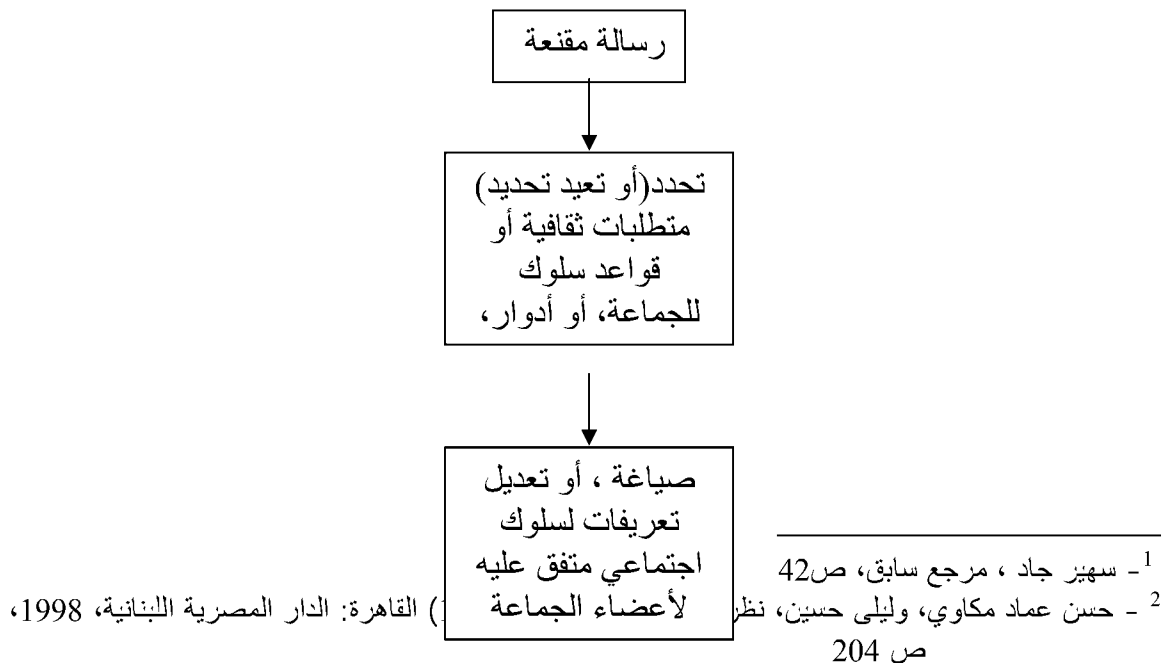 رسالة مقنعة
تحدد(أو تعيد تحديد)
متطلبات ثقافية أو
قواعد سلوك
للجماعة، أو أدوار،
صياغة ، أو تعديل
تعريفات لسلوك
اجتماعي متفق عليه
لأعضاء الجماعة
1- سهير جاد ، مرجع سابق، ص42
2 - حسن عماد مكاوي، وليلى حسين، ) القاهرة: الدار المصرية اللبنانية، 1998،
ص 204